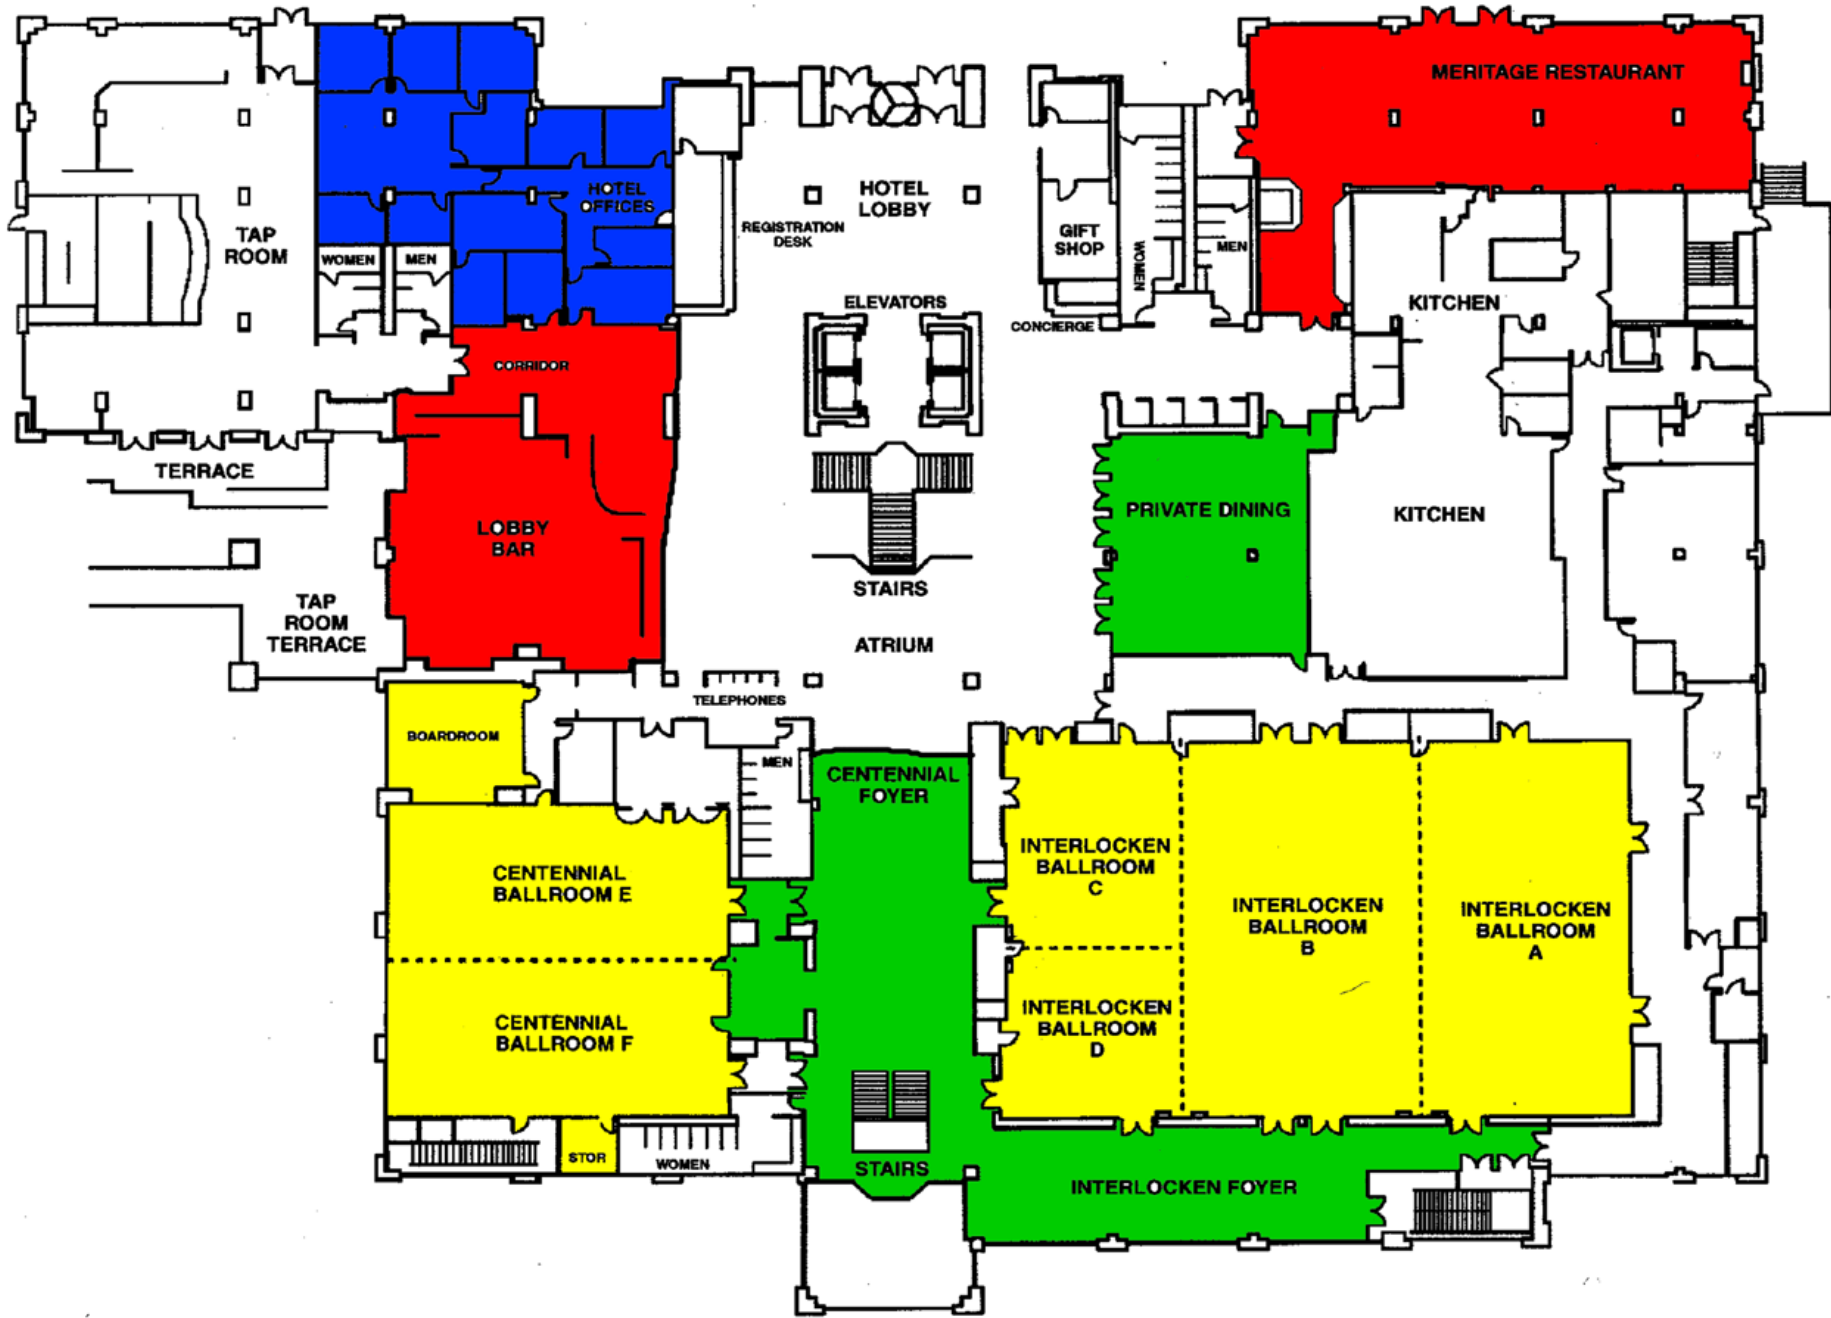 MERITAGE RESTAURANT
HOTEL
OFFICES
HOTEL
LOBBY
REGISTRATION
DESK
TAP
ROOM
WOMEN
MEN
GIFT
SHOP
WOMEN
MEN
ELEVATORS
CONCIERGE
KITCHEN
CORRIDOR
TERRACE
LOBBY
BAR
PRIVATE DINING
KITCHEN
STAIRS
TAP
ROOM
TERRACE
ATRIUM
TELEPHONES
BOARDROOM
MEN
CENTENNIAL
FOYER
CENTENNIAL
BALLROOM E
INTERLOCKEN
BALLROOM
C
INTERLOCKEN
BALLROOM
B
INTERLOCKEN
BALLROOM
A
CENTENNIAL
BALLROOM F
INTERLOCKEN
BALLROOM
D
STOR
WOMEN
STAIRS
INTERLOCKEN FOYER